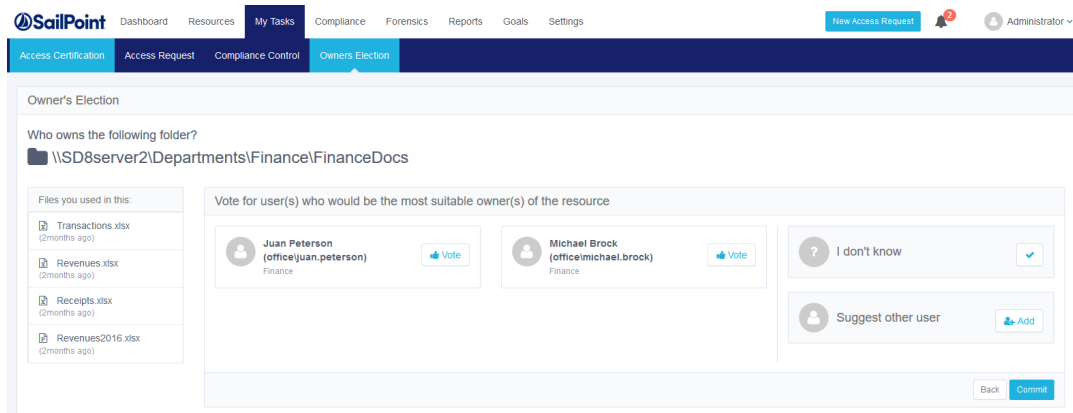 SailPoint Dashboard Resources My Tasks Compliance Forensics Reports Goals Settings New Access Request 2 Administrator
Access Certification Access Request Compliance Control Owners Election
Owner's Election
Who owns the following folder?
\\SD8server2\Departments\Finance\FinanceDocs
Files you used in this:
Transactions.xlsx
(2months ago)
Revenues.xlsx
(2months ago)
Receipts.xlsx
(2months ago)
Revenues2016.xlsx
(2months ago)
Vote for user(s) who would be the most suitable owner(s) of the resource
Juan Peterson
(office\juan.peterson)
Finance
Vote
Michael Brock
(office\michael.brock)
Finance
Vote
? I don't know
Suggest other user
Add
Back Commit